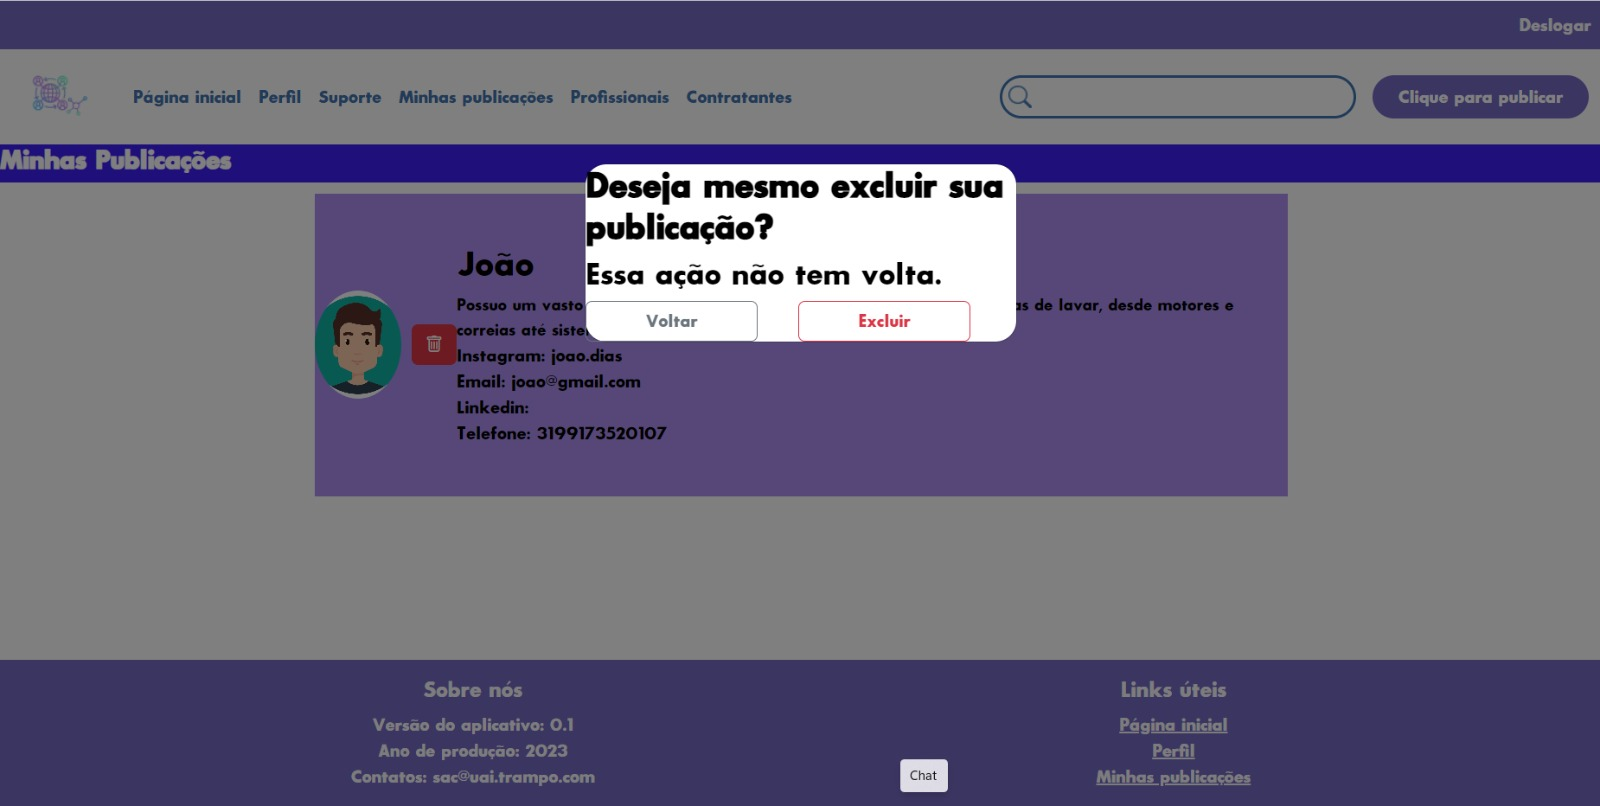 Deslogar
Página inicial Perfil Suporte Minhas publicações Profissionais Contratantes
Clique para publicar
Minhas Publicações
Deseja mesmo excluir sua
publicação?
Essa ação não tem volta.
Voltar Excluir
João
Possuo um vasto
de lavar, desde motores e
correias até
Instagram: joao.dias
Email: joao@gmail.com
Linkedin:
Telefone: 3199173520107
Sobre nós
Versão do aplicativo: 0.1
Ano de produção: 2023
Contatos: sac@uai.trampo.com
Chat
Links úteis
Página inicial
Perfil
Minhas publicações